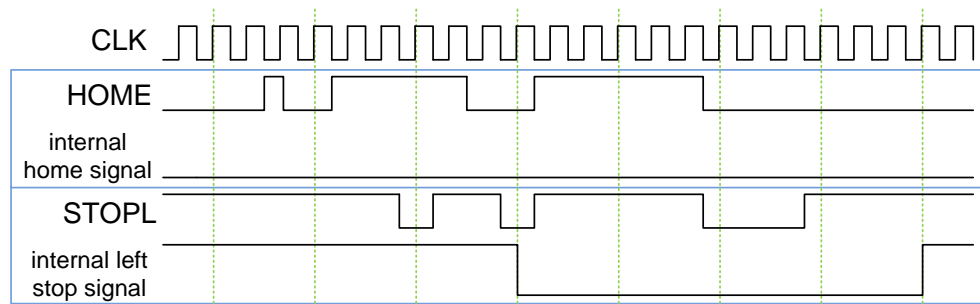 CLK
HOME
internal
home signal
STOPL
internal left
stop signal